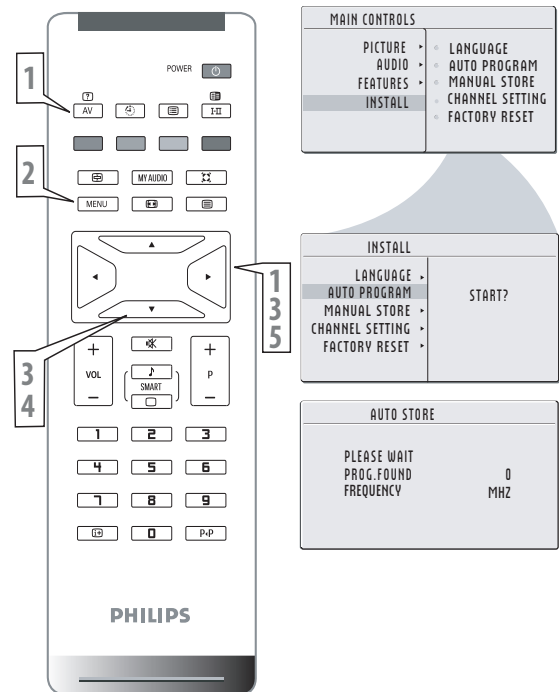 POWER
AV
I-II
MY AUDIO
MENU
VOL
SMART
P
1 2 3
4 5 6
7 8 9
i+ 0 P‹P
PHILIPS
1
2
1
3
5
3
4
MAIN CONTROLS
PICTURE
AUDIO
FEATURES
INSTALL
LANGUAGE
AUTO PROGRAM
MANUAL STORE
CHANNEL SETTING
FACTORY RESET
INSTALL
LANGUAGE
AUTO PROGRAM
MANUAL STORE
CHANNEL SETTING
FACTORY RESET
START?
AUTO STORE
PLEASE WAIT
PROG.FOUND 0
FREQUENCY MHZ